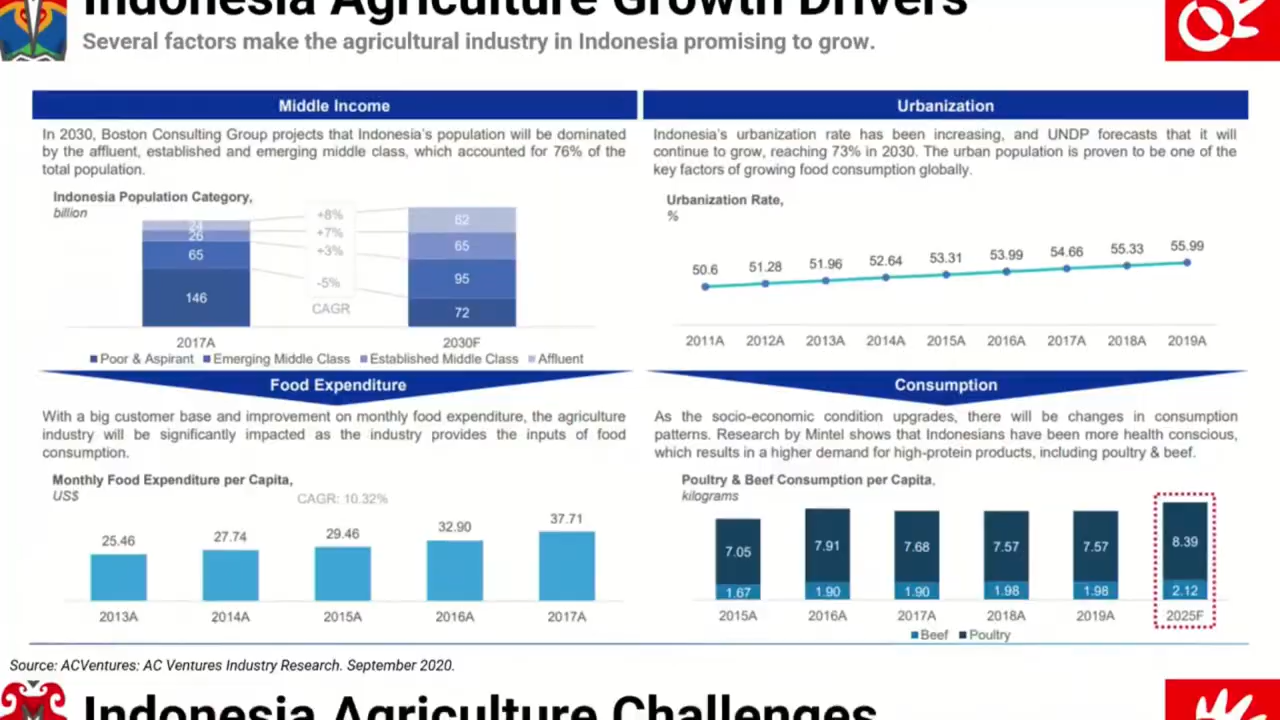 Indonesia Agriculture Growth Drivers
Several factors make the agricultural industry in Indonesia promising to grow.
Middle Income
In 2030, Boston Consulting Group projects that Indonesia's population will be dominated
by the affluent, established and emerging middle class, which accounted for 76% of the
total population.
Indonesia Population Category,
billion
24
26
65
146
+8%
+7%
+3%
-5%
CAGR
82
65
95
72
2017A
2030F
Poor & Aspirant
Emerging Middle Class
Established Middle Class
Affluent
Urbanization
Indonesia's urbanization rate has been increasing, and UNDP forecasts that it will
continue to grow, reaching 73% in 2030. The urban population is proven to be one of the
key factors of growing food consumption globally.
Urbanization Rate,
%
50.6
51.28
51.96
52.64
53.31
53.99
54.66
55.33
55.99
2011A
2012A
2013A
2014A
2015A
2016A
2017A
2018A
2019A
Food Expenditure
With a big customer base and improvement on monthly food expenditure, the agriculture
industry will be significantly impacted as the industry provides the inputs of food
consumption.
Monthly Food Expenditure per Capita,
US$
CAGR: 10.32%
25.46
27.74
29.46
32.90
37.71
2013A
2014A
2015A
2016A
2017A
Consumption
As the socio-economic condition upgrades, there will be changes in consumption
patterns. Research by Mintel shows that Indonesians have been more health conscious,
which results in a higher demand for high-protein products, including poultry & beef.
Poultry & Beef Consumption per Capita,
kilograms
7.05
7.91
7.68
7.57
7.57
8.39
1.67
1.90
1.90
1.98
1.98
2.12
2015A
2016A
2017A
2018A
2019A
2025F
Beef
Poultry
Source: ACVentures: AC Ventures Industry Research. September 2020.
Indonesia Agriculture Challenges